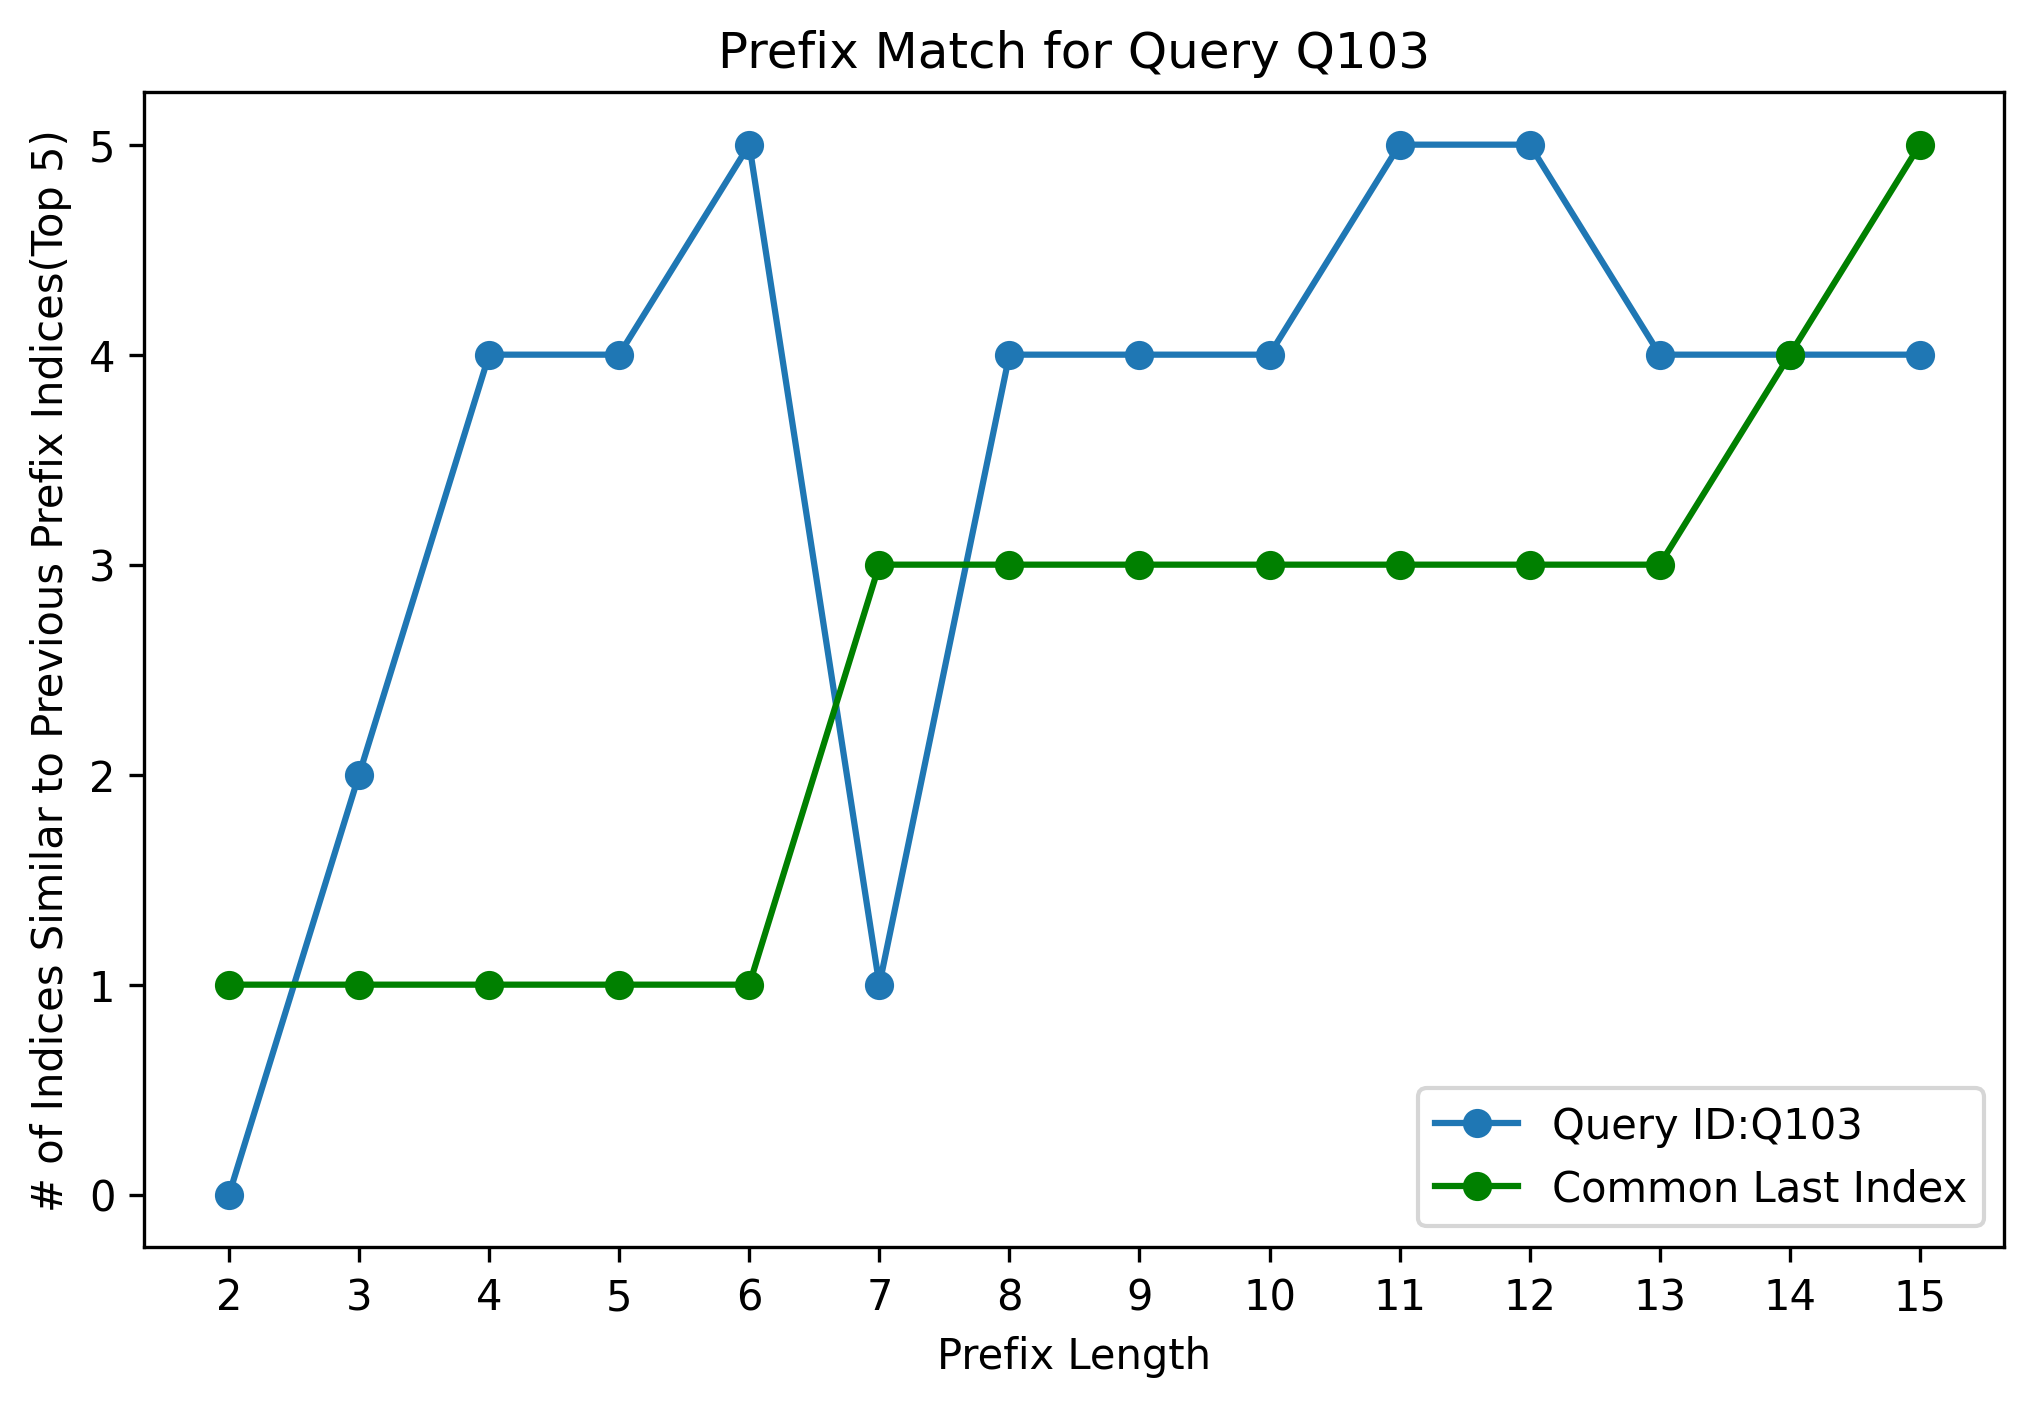 Prefix Match for Query Q103
# of Indices Similar to Previous Prefix Indices(Top 5)
5
4
3
2
1
0
2 3 4 5 6 7 8 9 10 11 12 13 14 15
Prefix Length
Query ID:Q103
Common Last Index